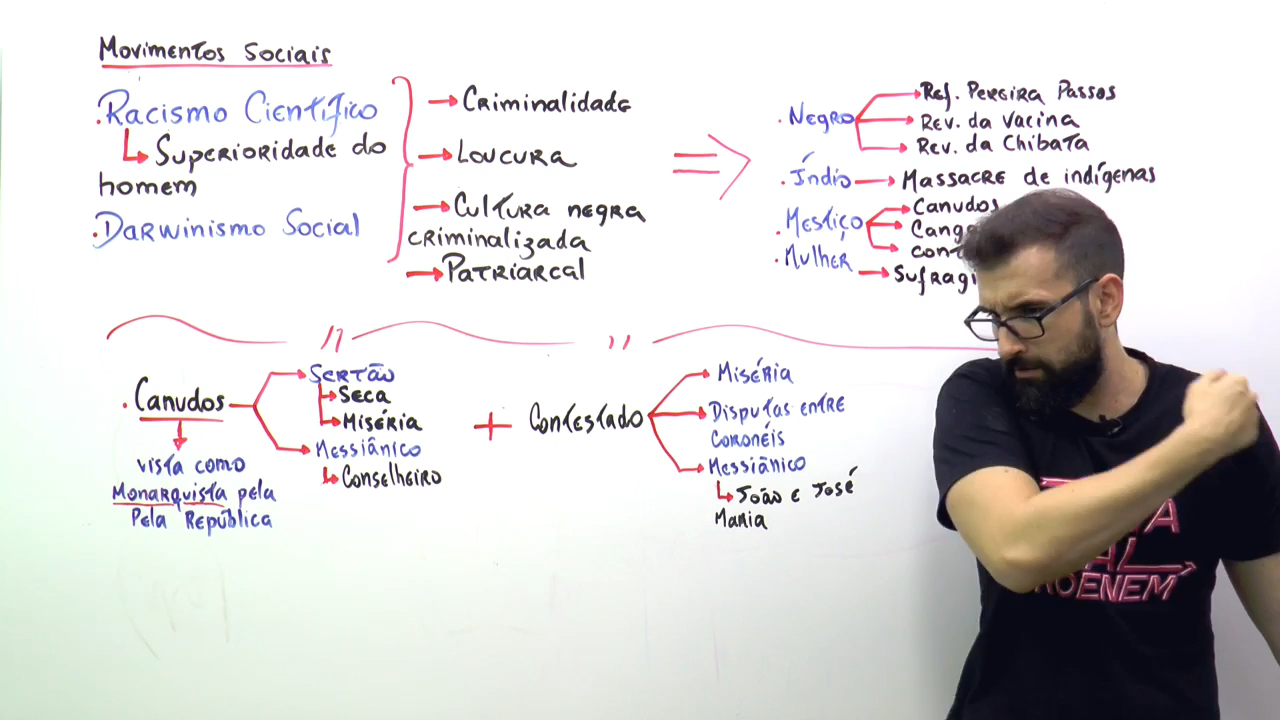 Movimentos Sociais
.Racismo Científico
Superioridade do
homem
.Darwinismo Social
Criminalidade
Loucura
Cultura negra
criminalizada
Patriarcal
.Negro
Ref. Pereira Passos
Rev. da Vacina
Rev. da Chibata
.Índio
Massacre de indígenas
.Mestiço
Canudos
.Mulher
.Canudos
vista como
Monarquista pela
Pela República
Sertão
Seca
Miséria
Messiânico
Conselheiro
+
Contestado
Miséria
Disputas entre
Coronéis
Messiânico
João e José
Maria